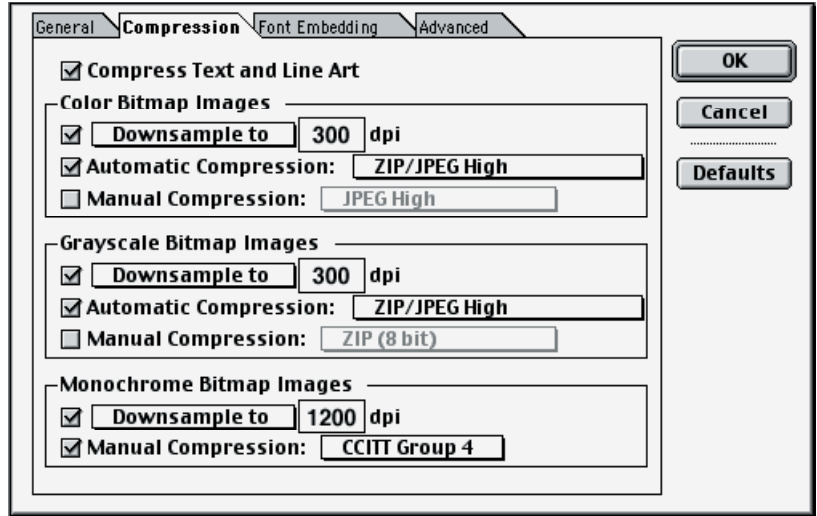 General Compression Font Embedding Advanced
Compress Text and Line Art
Color Bitmap Images
Downsample to 300 dpi
Automatic Compression: ZIP/JPEG High
Manual Compression: JPEG High
Grayscale Bitmap Images
Downsample to 300 dpi
Automatic Compression: ZIP/JPEG High
Manual Compression: ZIP (8 bit)
Monochrome Bitmap Images
Downsample to 1200 dpi
Manual Compression: CCITT Group 4
OK
Cancel
Defaults